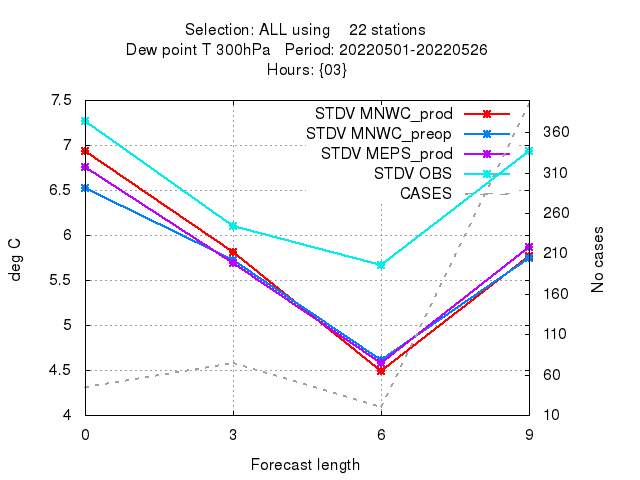 Selection: ALL using    22 stations
Dew point T 300hPa   Period: 20220501-20220526
Hours: {03}
STDV MNWC_prod
STDV MNWC_preop
STDV MEPS_prod
STDV OBS
CASES
7.5
7
6.5
6
5.5
5
4.5
4
deg C
360
310
260
210
160
110
60
10
No cases
0 3 6 9
Forecast length